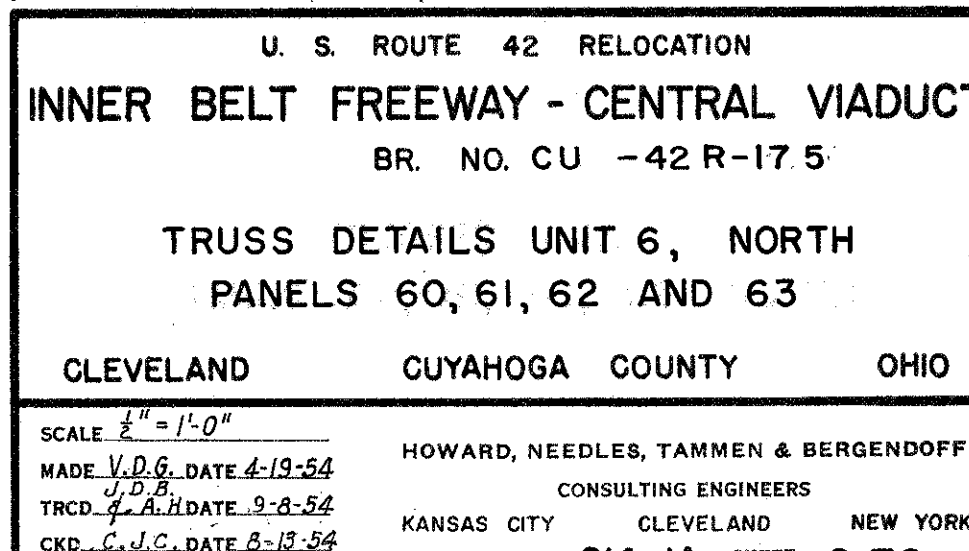 U. S. ROUTE 42 RELOCATION
INNER BELT FREEWAY - CENTRAL VIADUCT
BR. NO. CU -42 R-17.5
TRUSS DETAILS UNIT 6, NORTH
PANELS 60, 61, 62 AND 63
CLEVELAND CUYAHOGA COUNTY OHIO
SCALE ½" = 1'-0"
MADE V.D.G. DATE 4-19-54
J.D.B.
TRCD & A.H DATE 9-8-54
CKD C.J.C. DATE 8-13-54
HOWARD, NEEDLES, TAMMEN & BERGENDOFF
CONSULTING ENGINEERS
KANSAS CITY CLEVELAND NEW YORK